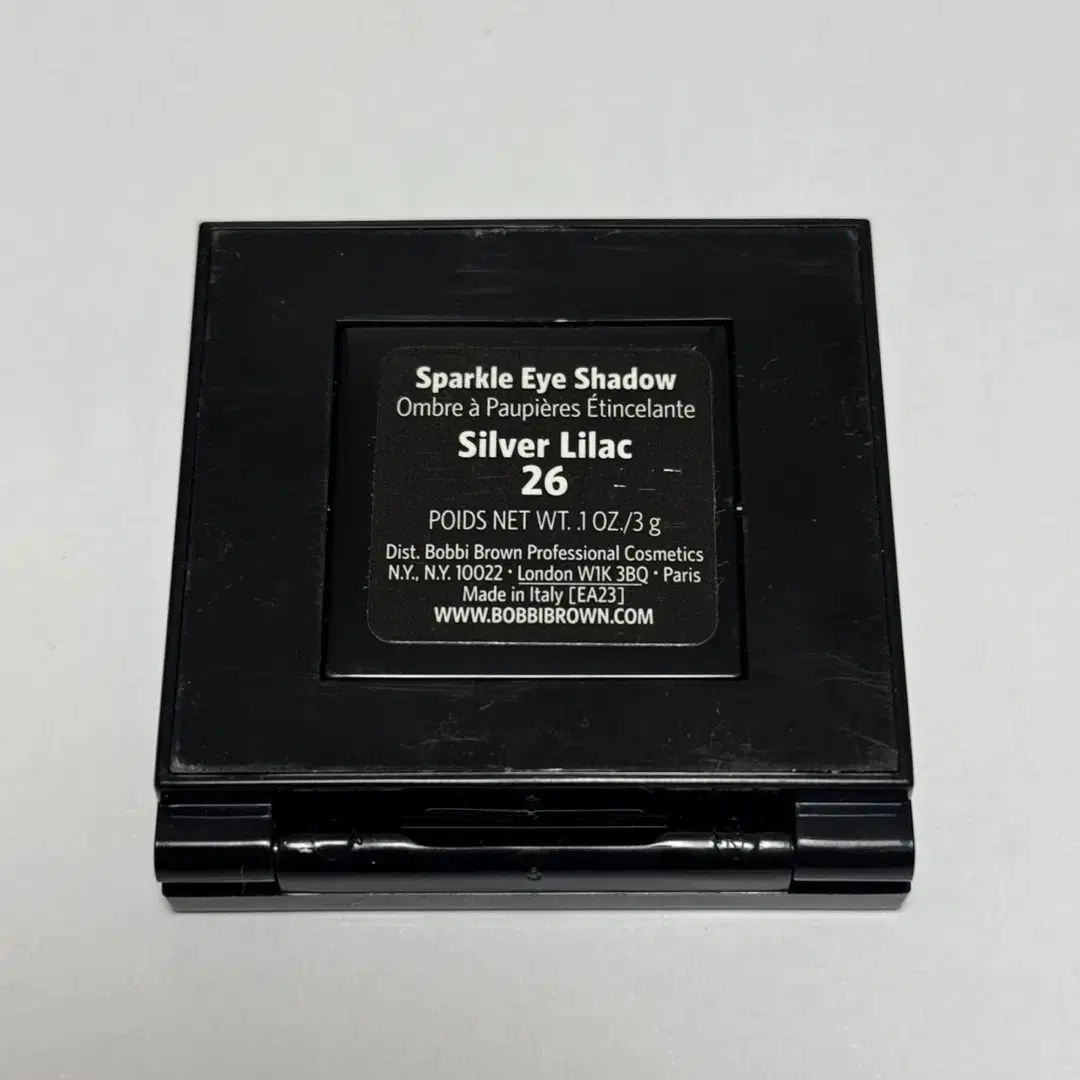 Sparkle Eye Shadow
Ombre à Paupières Étincelante
Silver Lilac
26
POIDS NET WT. .1 OZ./3 g
Dist. Bobbi Brown Professional Cosmetics
N.Y., N.Y. 10022 · London W1K 3BQ · Paris
Made in Italy [EA23]
WWW.BOBBIBROWN.COM